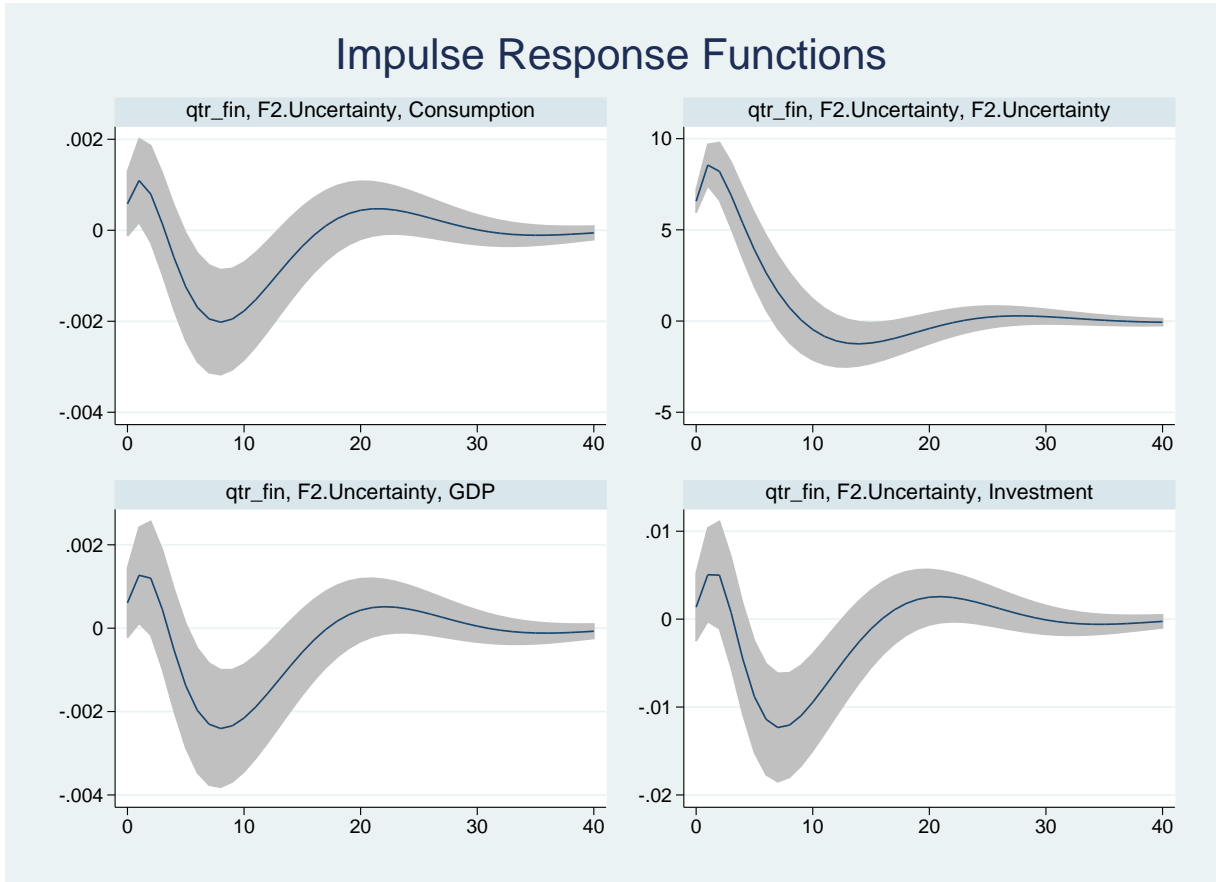 Impulse Response Functions
qtr_fin, F2.Uncertainty, Consumption
.002
0
-.002
-.004
0 10 20 30 40
qtr_fin, F2.Uncertainty, F2.Uncertainty
10
5
0
-5
0 10 20 30 40
qtr_fin, F2.Uncertainty, GDP
.002
0
-.002
-.004
0 10 20 30 40
qtr_fin, F2.Uncertainty, Investment
.01
0
-.01
-.02
0 10 20 30 40